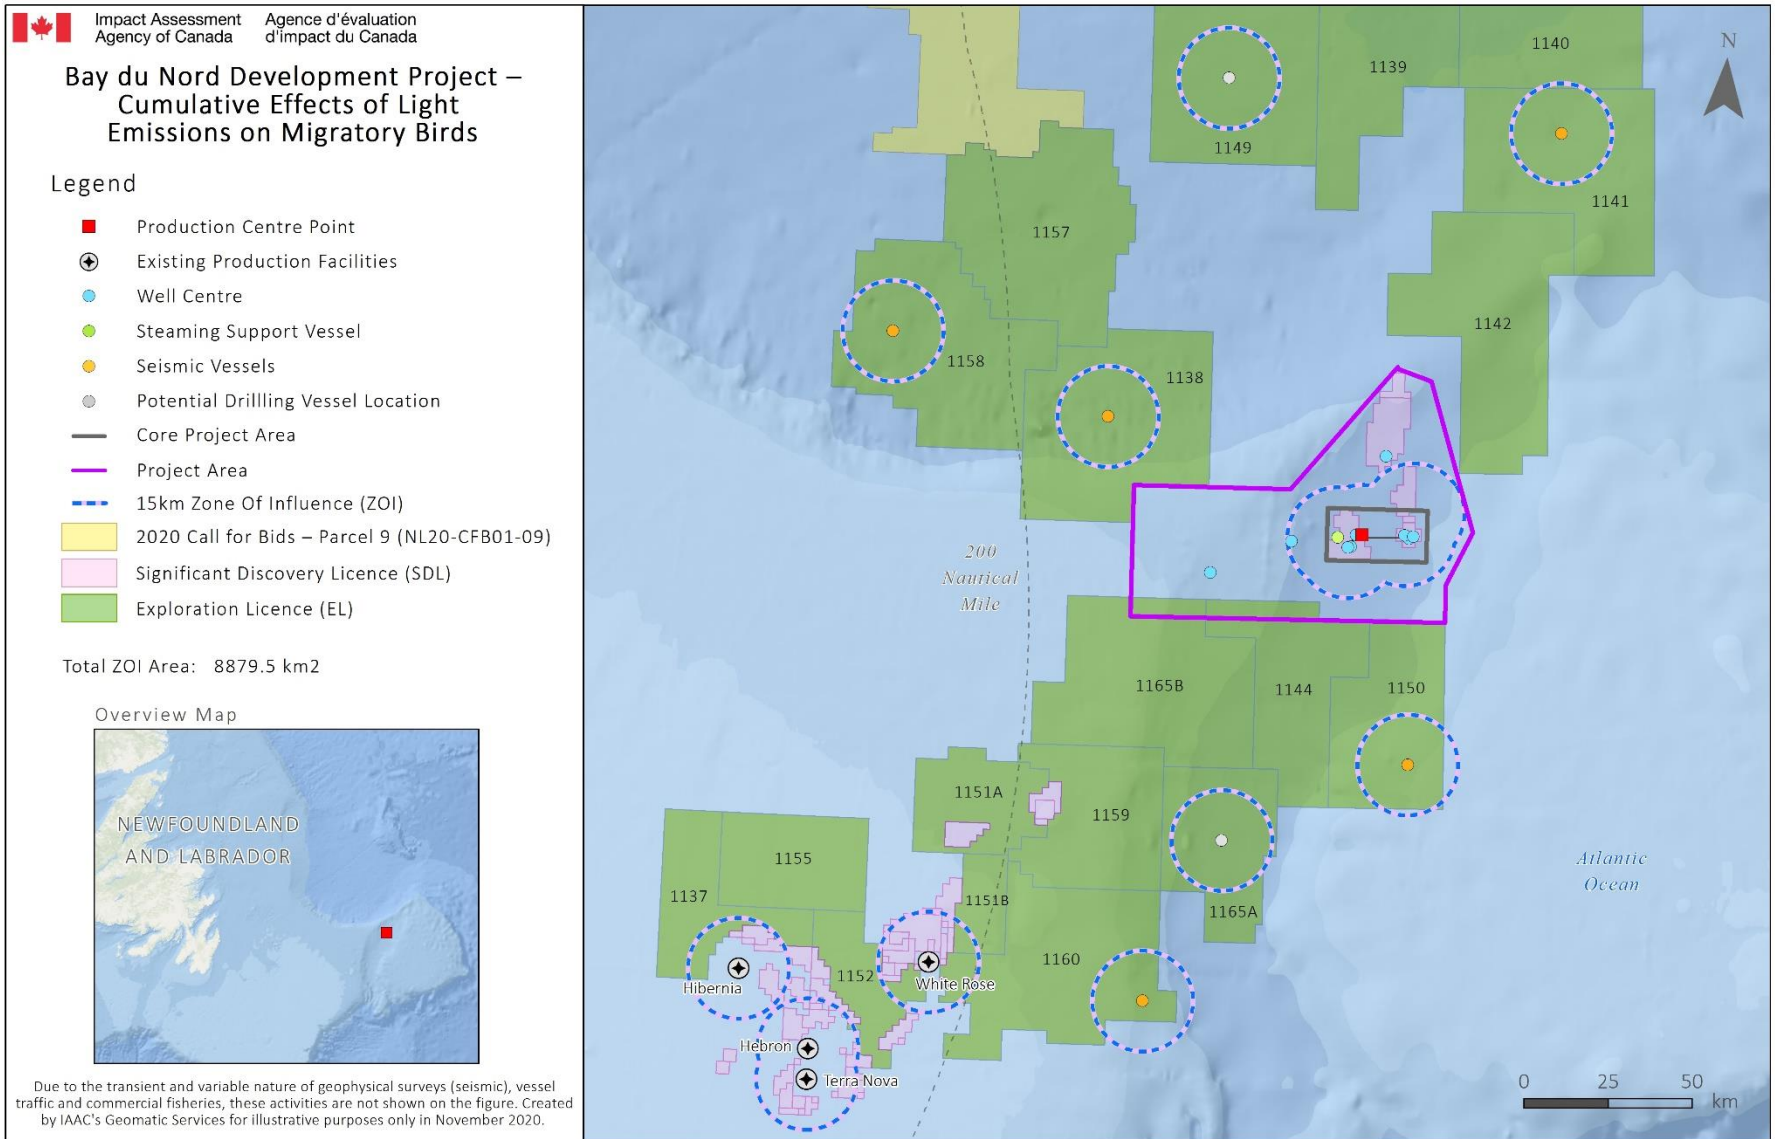 Impact Assessment
Agency of Canada
Agence d'évaluation
d'impact du Canada
Bay du Nord Development Project –
Cumulative Effects of Light
Emissions on Migratory Birds
Legend
Production Centre Point
Existing Production Facilities
Well Centre
Steaming Support Vessel
Seismic Vessels
Potential Drillling Vessel Location
Core Project Area
Project Area
15km Zone Of Influence (ZOI)
2020 Call for Bids – Parcel 9 (NL20-CFB01-09)
Significant Discovery Licence (SDL)
Exploration Licence (EL)
Total ZOI Area: 8879.5 km2
Overview Map
NEWFOUNDLAND
AND LABRADOR
Due to the transient and variable nature of geophysical surveys (seismic), vessel
traffic and commercial fisheries, these activities are not shown on the figure. Created
by IAAC's Geomatic Services for illustrative purposes only in November 2020.
N
1140
1139
1149
1141
1157
1142
1158
1138
200
Nautical
Mile
1165B
1144
1150
1151A
1159
1155
1137
1151B
1165A
1160
1152
Hibernia
White Rose
Hebron
Terra Nova
Atlantic
Ocean
0 25 50
km